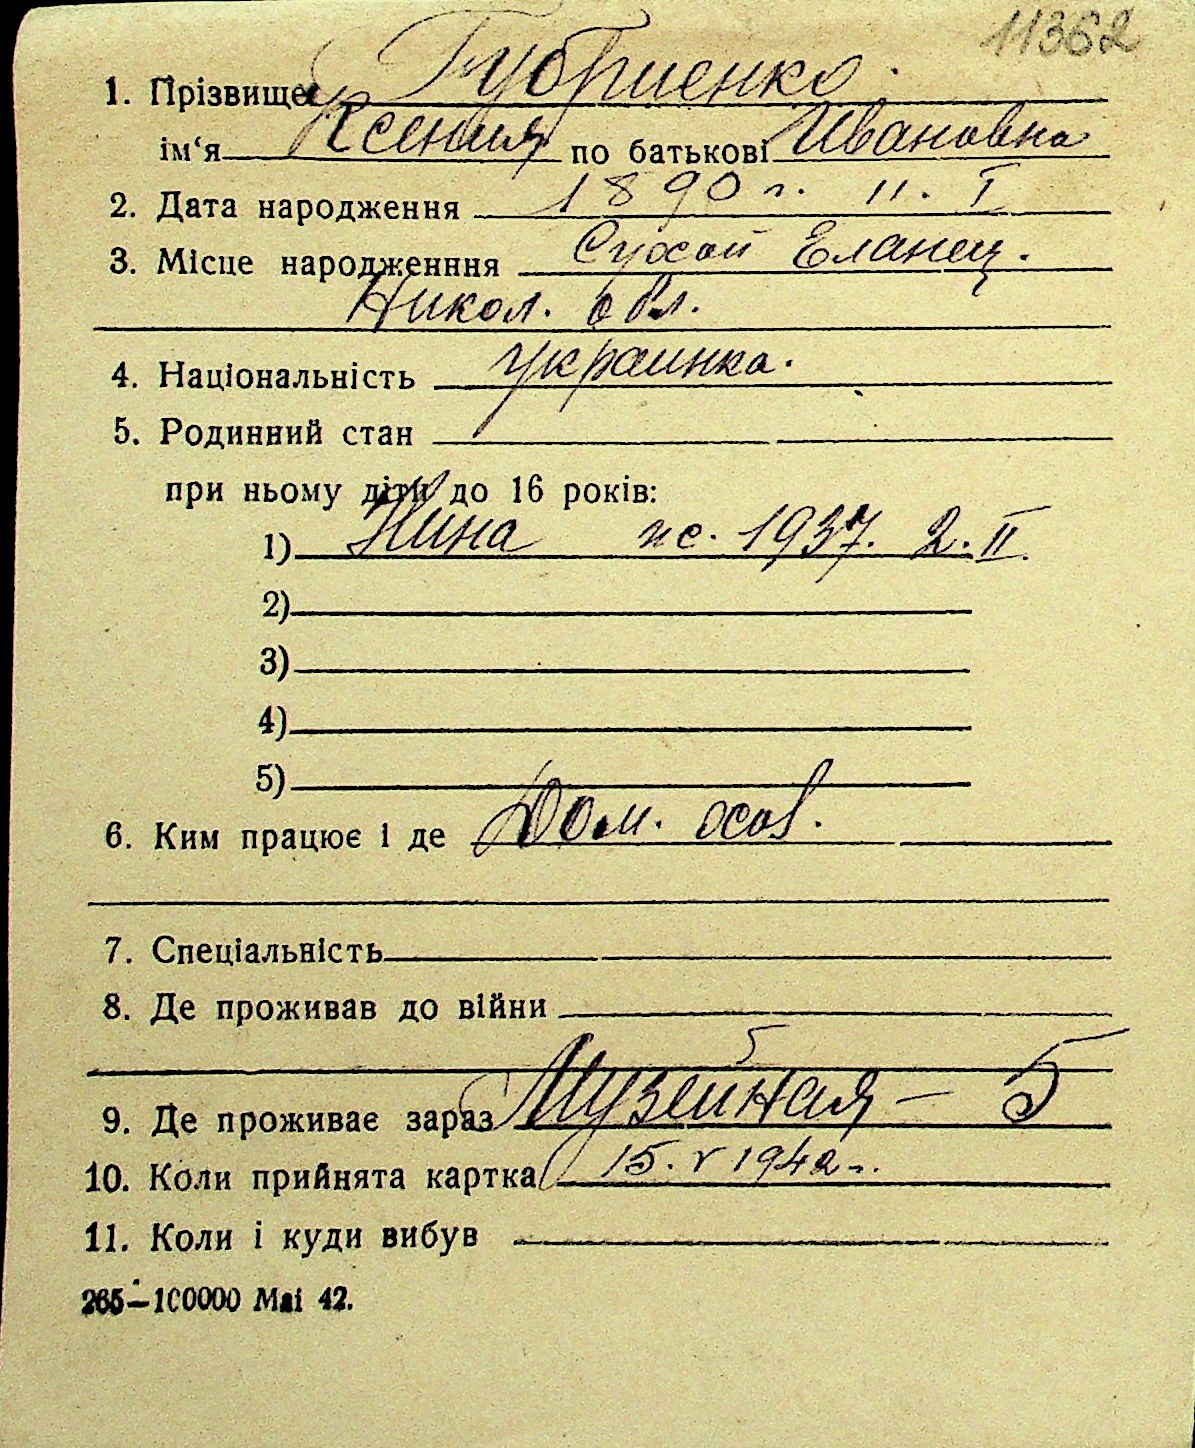 11362
1. Прізвище Губриенко
ім‘я Ксения по батькові Ивановна
2. Дата народження 1890 г. 11. I
3. Місце народженння Сухой Еланец.
Никол. обл.
4. Національність украинка.
5. Родинний стан
при ньому діти до 16 років:
1) Нина 1937. 2. II.
2)
3)
4)
5)
6. Ким працює і де Дом. хоз.
7. Спеціальність
8. Де проживав до війни
9. Де проживає зараз Музейная – 5
10. Коли прийнята картка 15. V 1942 г.
11. Коли і куди вибув
265–100000 Маі 42.